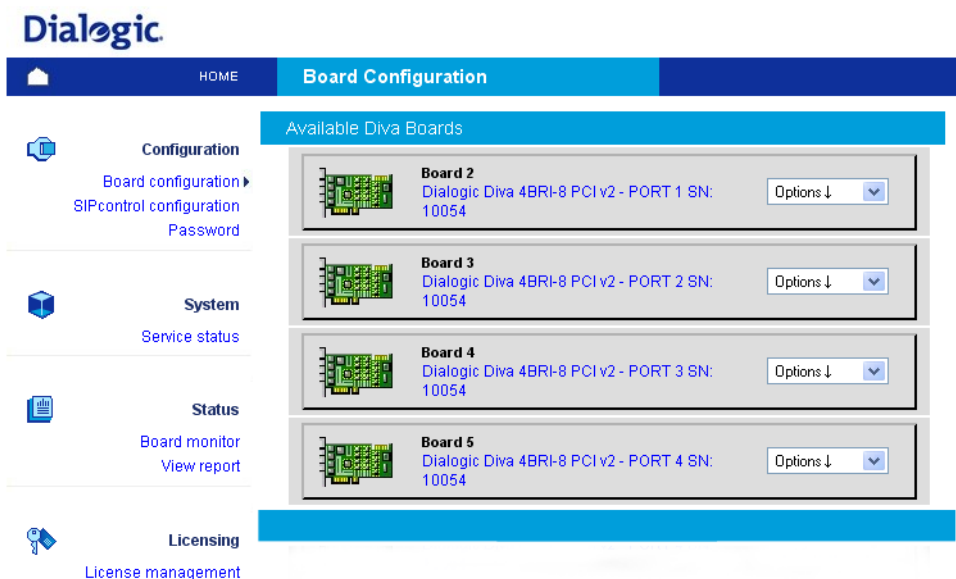 Dialogic
HOME
Board Configuration
Configuration
Board configuration
SIPcontrol configuration
Password
System
Service status
Status
Board monitor
View report
Licensing
License management
Available Diva Boards
Board 2
Dialogic Diva 4BRI-8 PCI v2 - PORT 1 SN:
10054
Options↓
Board 3
Dialogic Diva 4BRI-8 PCI v2 - PORT 2 SN:
10054
Options↓
Board 4
Dialogic Diva 4BRI-8 PCI v2 - PORT 3 SN:
10054
Options↓
Board 5
Dialogic Diva 4BRI-8 PCI v2 - PORT 4 SN:
10054
Options↓